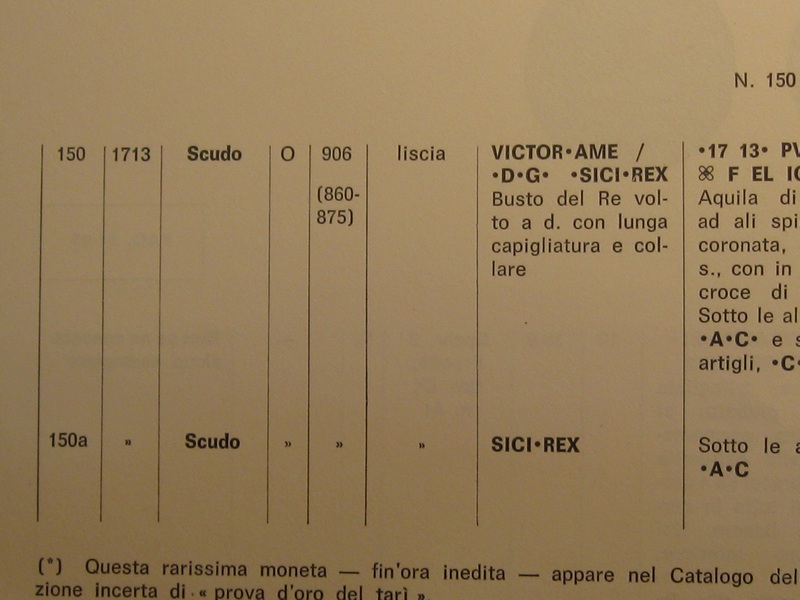 N. 150
150 1713 Scudo O 906 liscia VICTOR•AME / •17 13• PV
•D•G• •SICI•REX ⌘ F EL IC
(860- Busto del Re vol- Aquila di
875) to a d. con lunga ad ali spi
capigliatura e col- coronata,
lare s., con in
croce di
Sotto le al
•A•C• e s
artigli, •C•
150a » Scudo » » » SICI•REX Sotto le a
•A•C
(*) Questa rarissima moneta — fin'ora inedita — appare nel Catalogo del
zione incerta di « prova d'oro del tarì ».